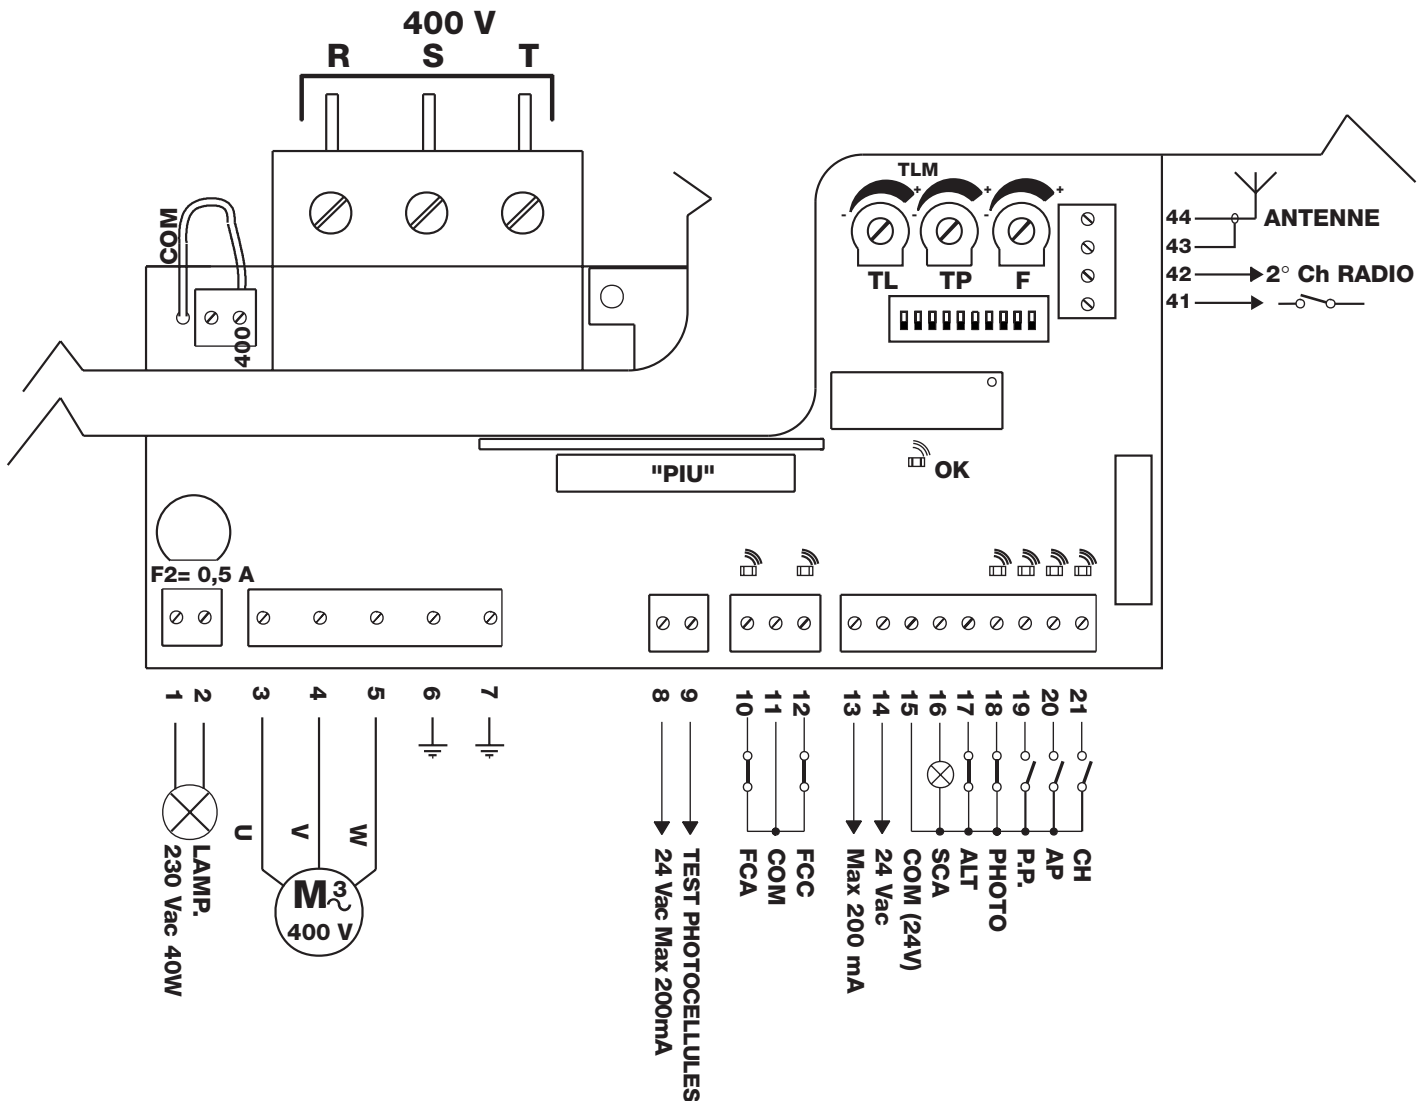 400 V
R S T
COM
400
TLM
- + - + - +
TL TP F
44 ANTENNE
43
42 2° Ch RADIO
41
"PIU"
OK
F2= 0,5 A
1 2 3 4 5 6 7 8 9 10 11 12 13 14 15 16 17 18 19 20 21
U V W
M 3~
400 V
LAMP.
230 Vac 40W
24 Vac Max 200mA
TEST PHOTOCELLULES
FCA
COM
FCC
Max 200 mA
24 Vac
COM (24V)
SCA
ALT
PHOTO
P.P.
AP
CH